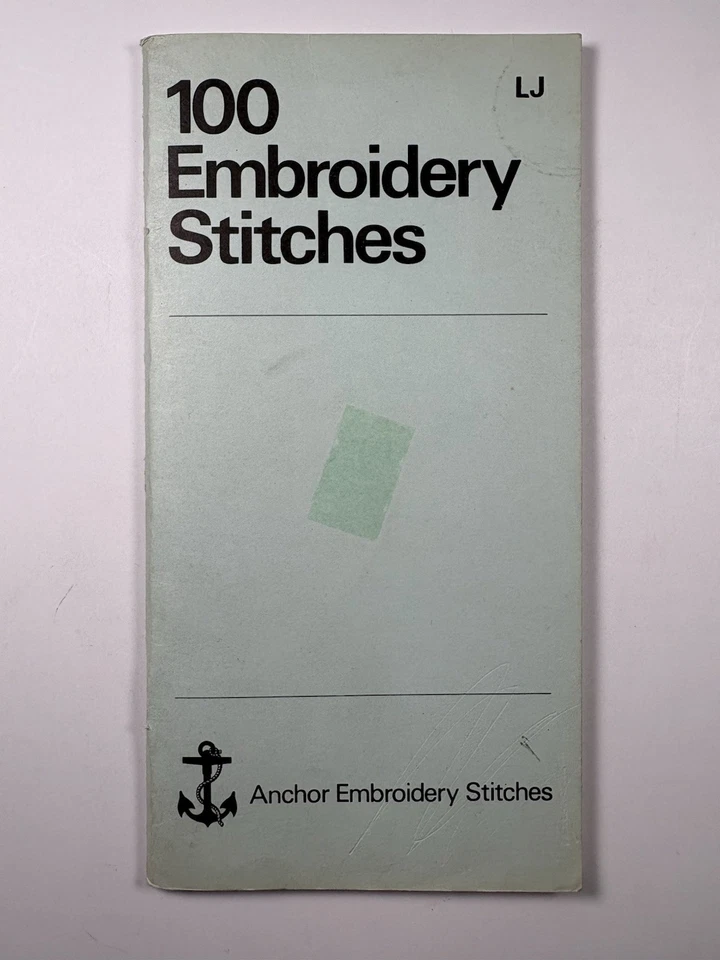 100
LJ
Embroidery
Stitches
Anchor Embroidery Stitches